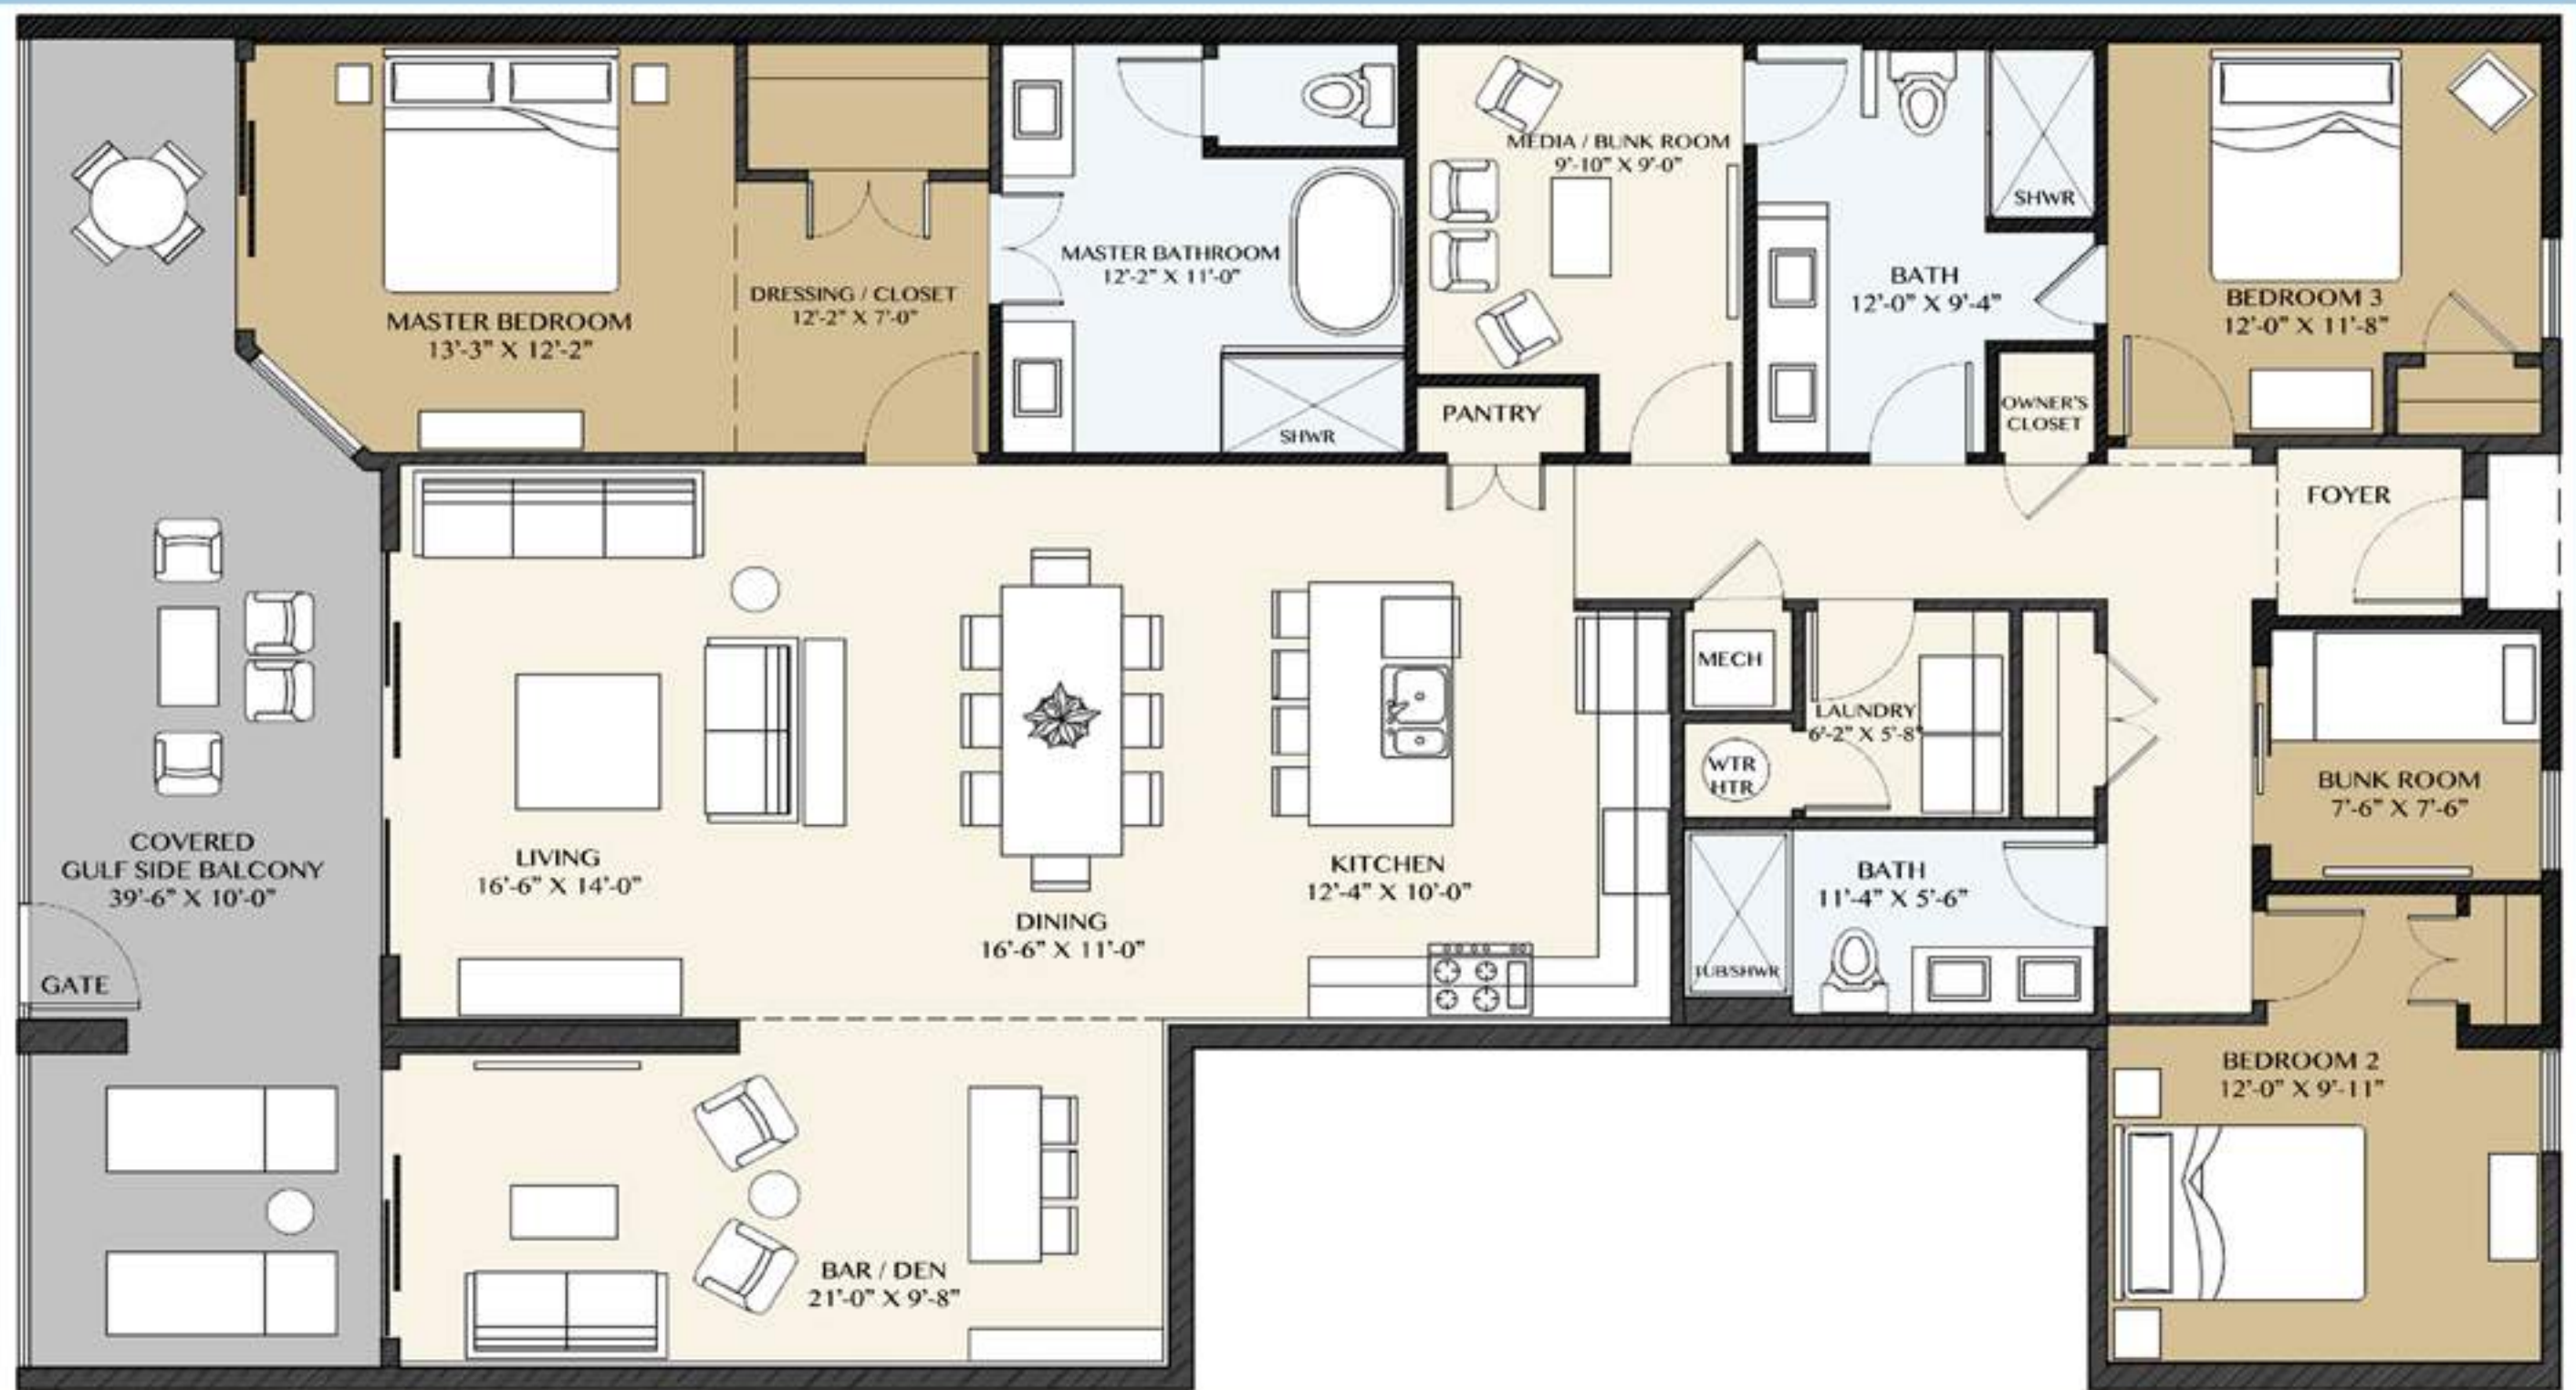 MASTER BEDROOM
13'-3" X 12'-2"
DRESSING / CLOSET
12'-2" X 7'-0"
MASTER BATHROOM
12'-2" X 11'-0"
SHWR
MEDIA / BUNK ROOM
9'-10" X 9'-0"
PANTRY
BATH
12'-0" X 9'-4"
SHWR
OWNER'S
CLOSET
BEDROOM 3
12'-0" X 11'-8"
FOYER
COVERED
GULF SIDE BALCONY
39'-6" X 10'-0"
GATE
LIVING
16'-6" X 14'-0"
DINING
16'-6" X 11'-0"
KITCHEN
12'-4" X 10'-0"
MECH
LAUNDRY
6'-2" X 5'-8"
WTR
HTR
BATH
11'-4" X 5'-6"
TUB/SHWR
BUNK ROOM
7'-6" X 7'-6"
BEDROOM 2
12'-0" X 9'-11"
BAR / DEN
21'-0" X 9'-8"